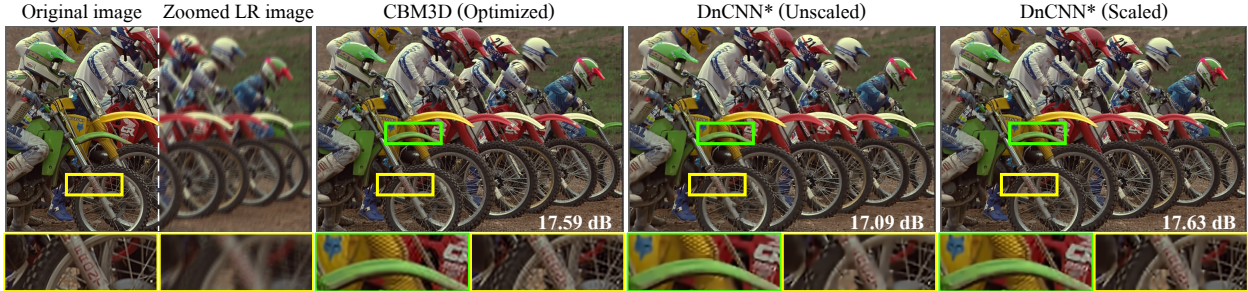 Original image
Zoomed LR image
CBM3D (Optimized)
DnCNN* (Unscaled)
DnCNN* (Scaled)
17.59 dB
17.09 dB
17.63 dB